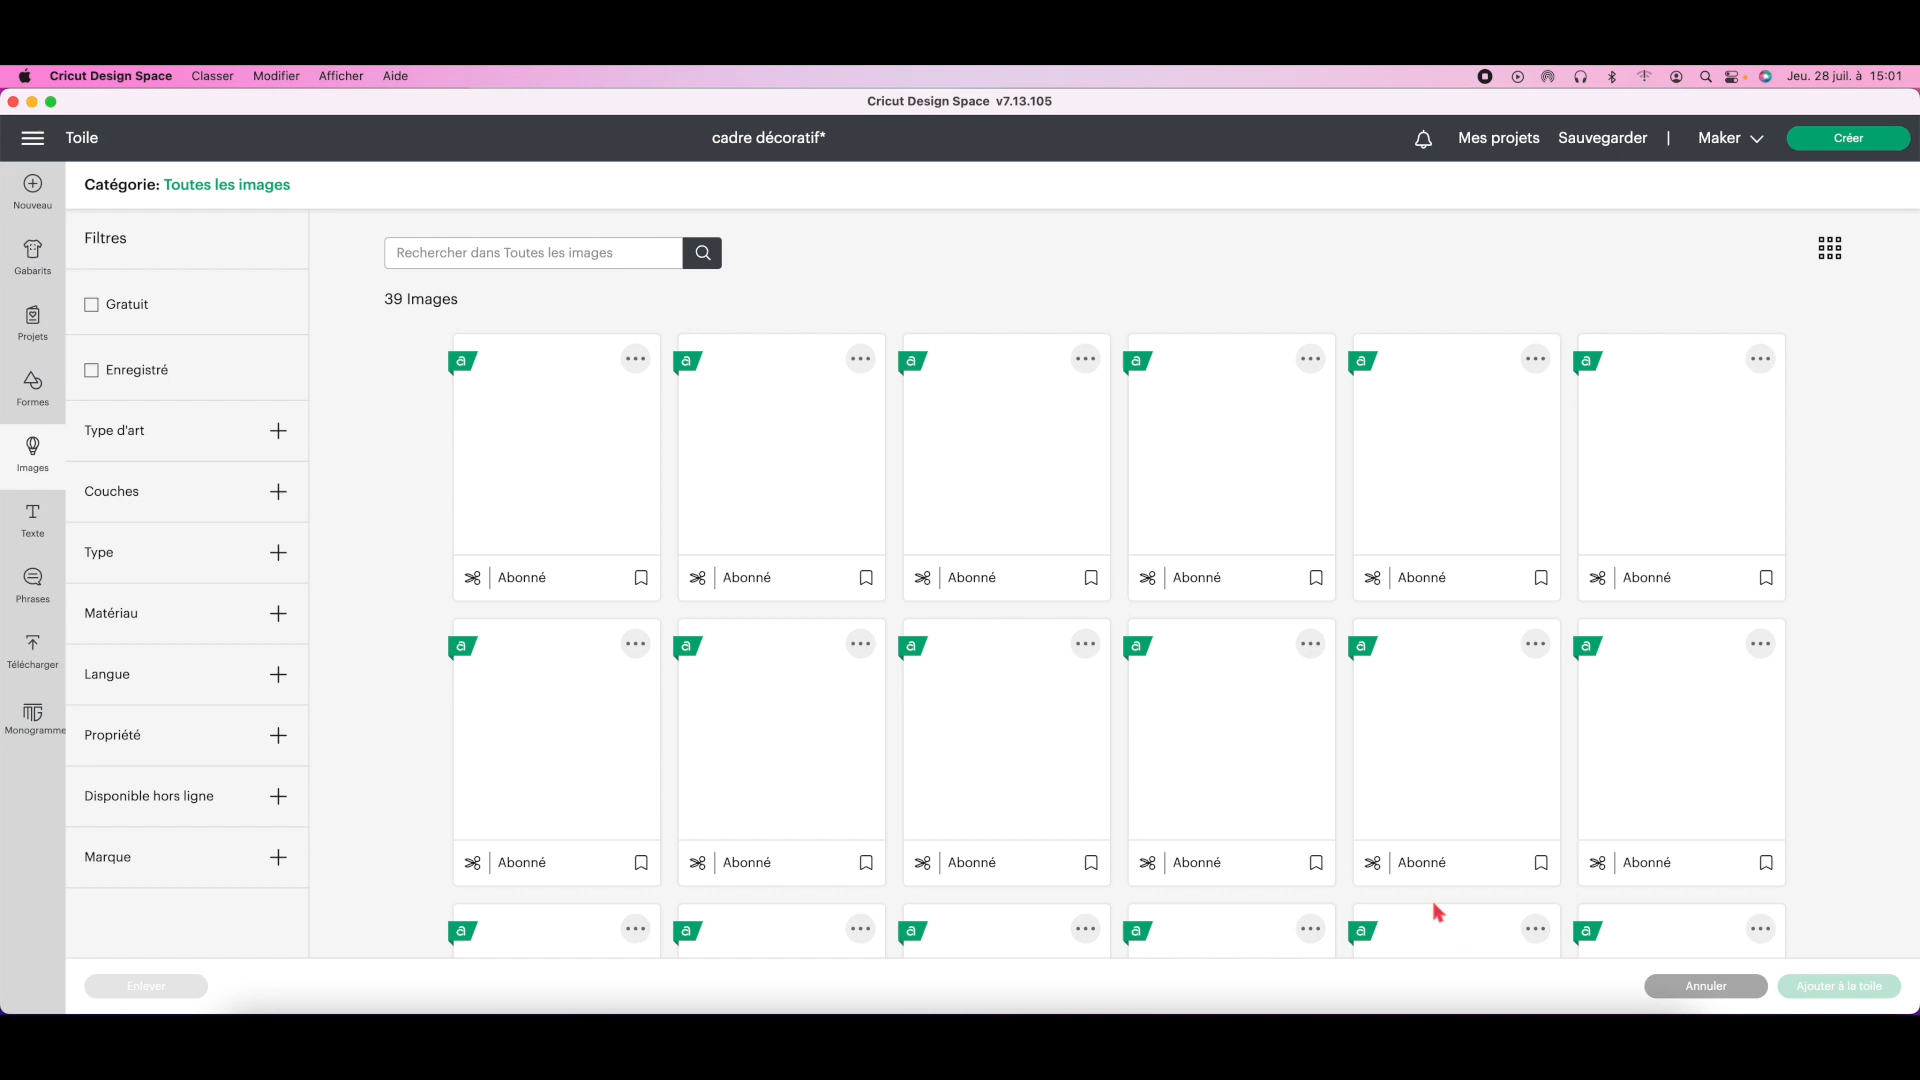 Cricut Design Space Classer Modifier Afficher Aide Jeu. 28 juil. à 15:01
Cricut Design Space v7.13.105
Toile cadre décoratif* Mes projets Sauvegarder | Maker Créer
Nouveau
Gabarits
Projets
Formes
Images
Texte
Phrases
Télécharger
Monogramme
Catégorie: Toutes les images
Filtres
Gratuit
Enregistré
Type d'art
Couches
Type
Matériau
Langue
Propriété
Disponible hors ligne
Marque
Rechercher dans Toutes les images
39 Images
a a a a a a
Abonné Abonné Abonné Abonné Abonné Abonné
a a a a a a
Abonné Abonné Abonné Abonné Abonné Abonné
a a a a a a
Enlever Annuler Ajouter à la toile